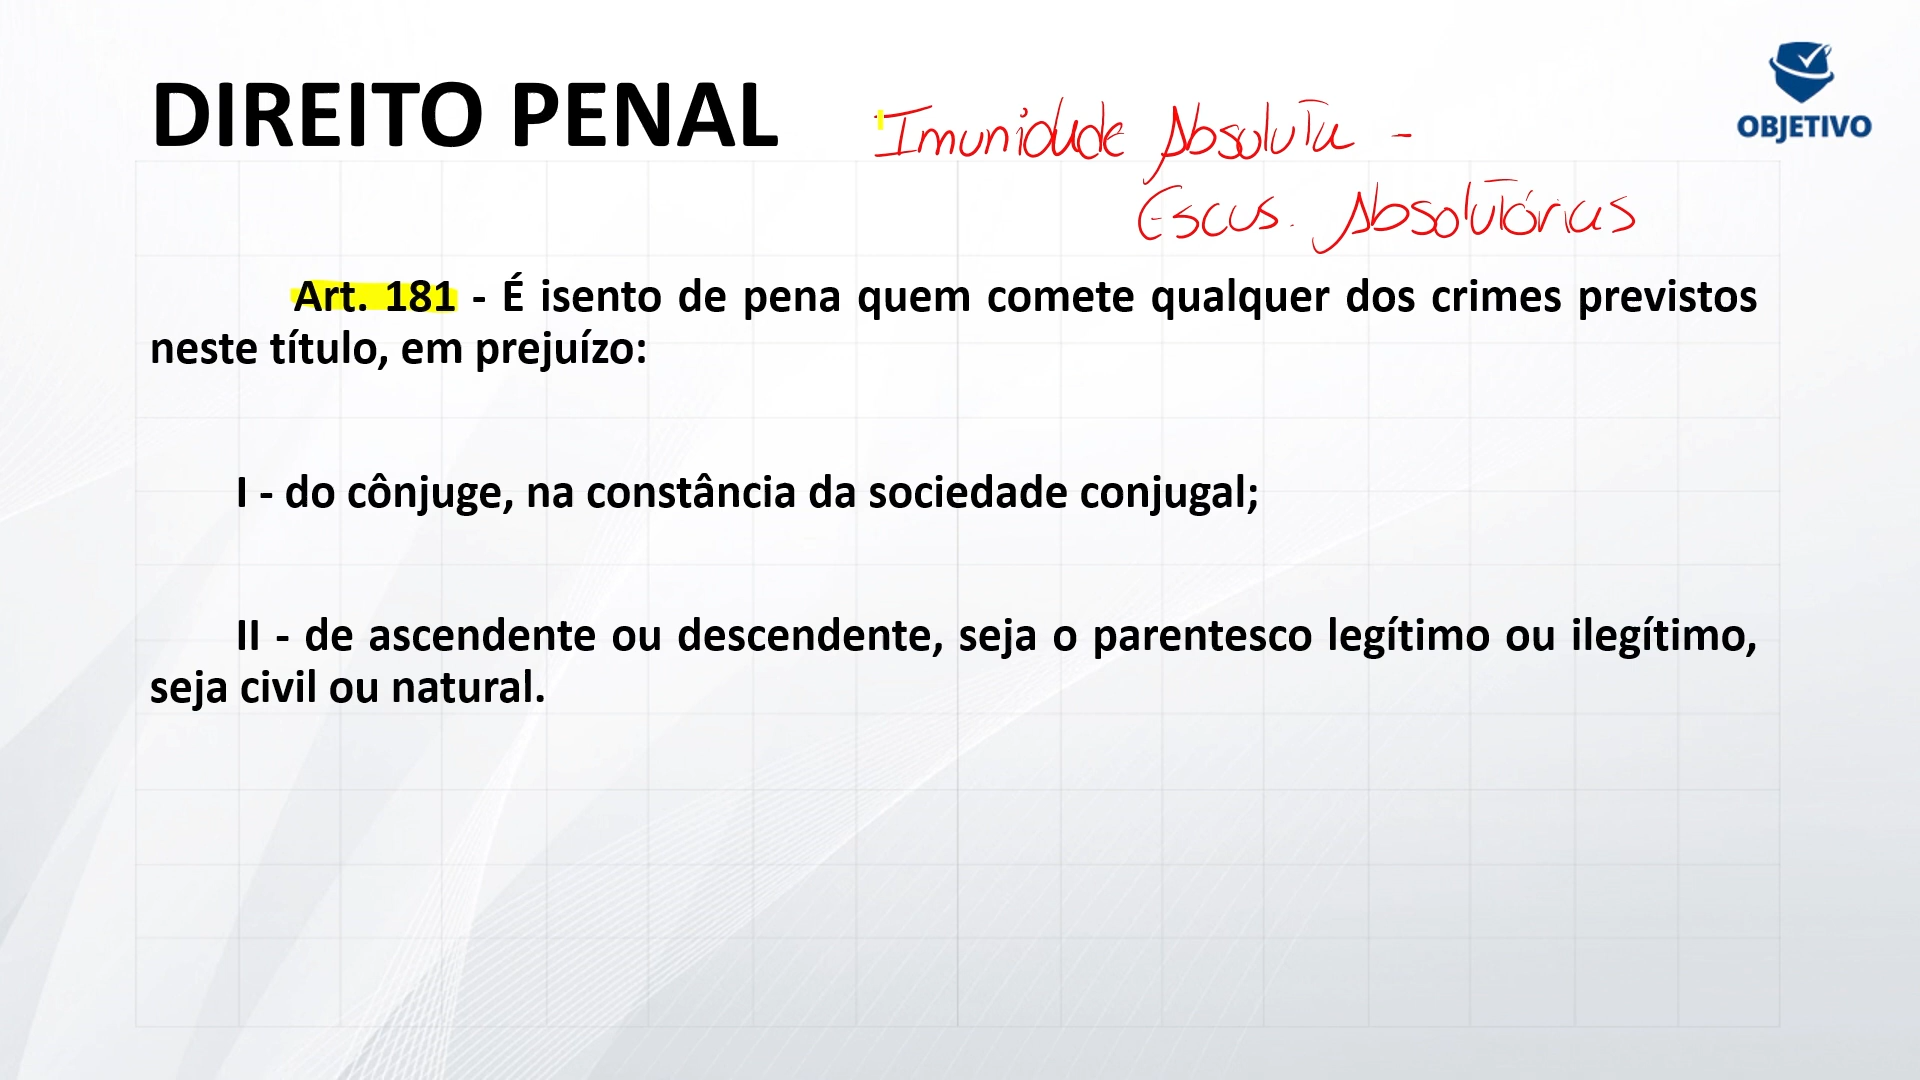 DIREITO PENAL
Imunidade Absoluta -
Escus. Absolutórias
OBJETIVO
Art. 181 - É isento de pena quem comete qualquer dos crimes previstos
neste título, em prejuízo:
I - do cônjuge, na constância da sociedade conjugal;
II - de ascendente ou descendente, seja o parentesco legítimo ou ilegítimo,
seja civil ou natural.